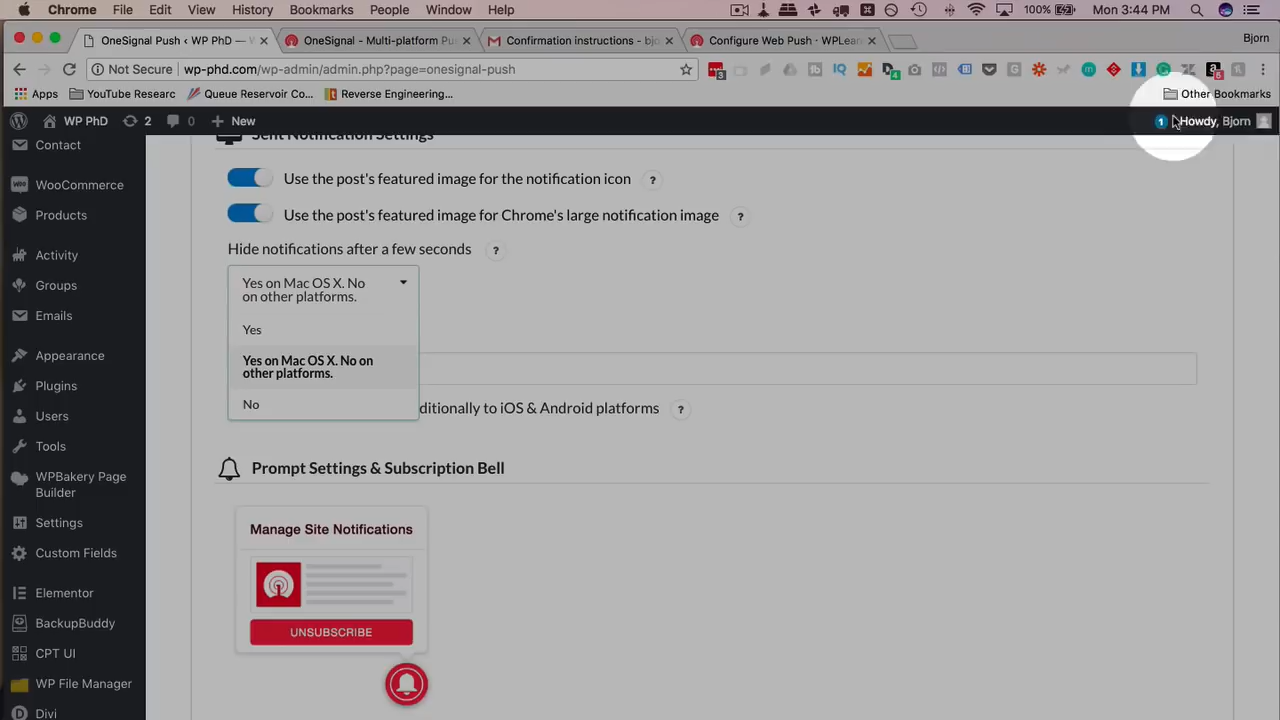 Chrome File Edit View History Bookmarks People Window Help 100% Mon 3:44 PM
OneSignal Push ‹ WP PhD — OneSignal - Multi-platform Pu Confirmation instructions - bjo Configure Web Push · WPLear Bjorn
Not Secure wp-phd.com/wp-admin/admin.php?page=onesignal-push
Apps YouTube Researc Queue Reservoir Co... Reverse Engineering... Other Bookmarks
WP PhD 2 0 + New 1 Howdy, Bjorn
Sent Notification Settings
Contact
WooCommerce
Products
Activity
Groups
Emails
Appearance
Plugins
Users
Tools
WPBakery Page
Builder
Settings
Custom Fields
Elementor
BackupBuddy
CPT UI
WP File Manager
Divi
Use the post's featured image for the notification icon ?
Use the post's featured image for Chrome's large notification image ?
Hide notifications after a few seconds ?
Yes on Mac OS X. No
on other platforms.
Yes
Yes on Mac OS X. No on
other platforms.
No
ditionally to iOS & Android platforms ?
Prompt Settings & Subscription Bell
Manage Site Notifications
UNSUBSCRIBE